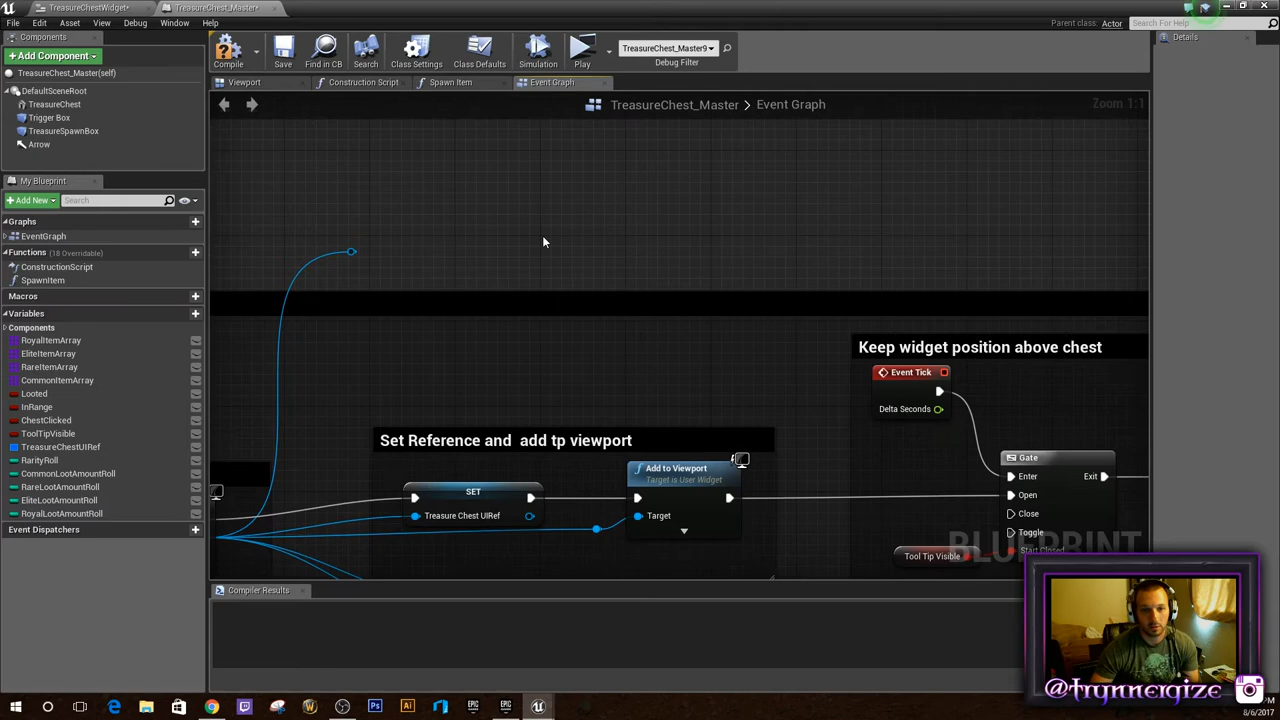 TreasureChestWidget*
TreasureChest_Master*
File Edit Asset View Debug Window Help
Parent class: Actor
Search For Help
Components
Add Component
TreasureChest_Master(self)
DefaultSceneRoot
TreasureChest
Trigger Box
TreasureSpawnBox
Arrow
Compile
Save
Find in CB
Search
Class Settings
Class Defaults
Simulation
Play
TreasureChest_Master9
Debug Filter
Details
Viewport
Construction Script
Spawn Item
Event Graph
TreasureChest_Master > Event Graph
Zoom 1:1
My Blueprint
Add New
Search
Graphs
EventGraph
Functions (18 Overridable)
ConstructionScript
SpawnItem
Macros
Variables
Components
RoyalItemArray
EliteItemArray
RareItemArray
CommonItemArray
Looted
InRange
ChestClicked
ToolTipVisible
TreasureChestUIRef
RarityRoll
CommonLootAmountRoll
RareLootAmountRoll
EliteLootAmountRoll
RoyalLootAmountRoll
Event Dispatchers
Keep widget position above chest
Event Tick
Delta Seconds
Set Reference and  add tp viewport
SET
Treasure Chest UIRef
Add to Viewport
Target is User Widget
Target
Gate
Enter
Exit
Open
Close
Toggle
Start Closed
Tool Tip Visible
BLUEPRINT
Compiler Results
@frynnergize
8/6/2017